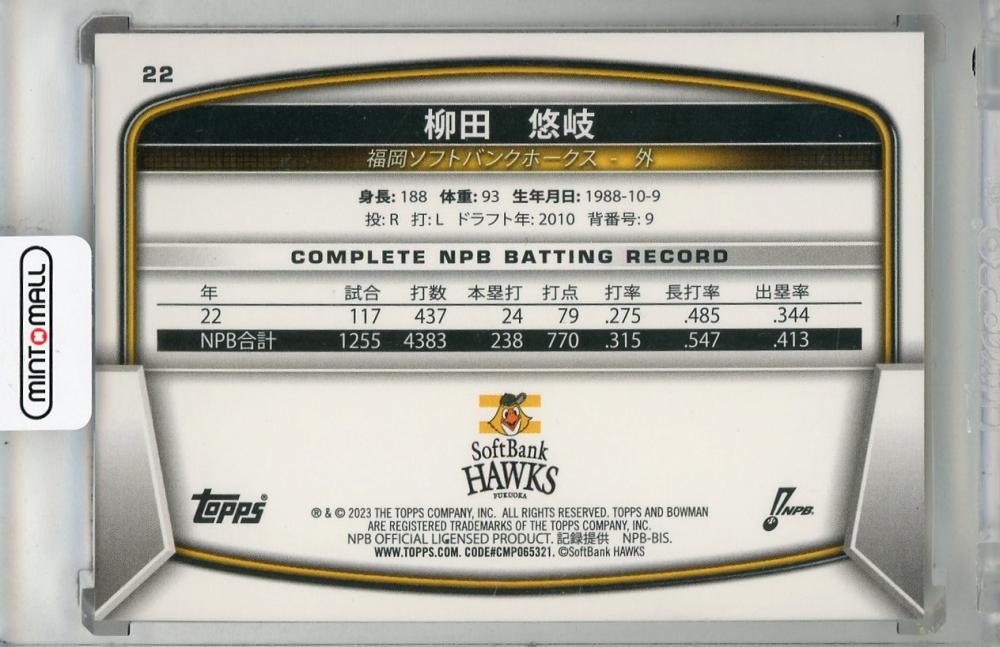 22
柳田 悠岐
福岡ソフトバンクホークス - 外
身長: 188 体重: 93 生年月日: 1988-10-9
投: R 打: L ドラフト年: 2010 背番号: 9
COMPLETE NPB BATTING RECORD
年 試合 打数 本塁打 打点 打率 長打率 出塁率
22 117 437 24 79 .275 .485 .344
NPB合計 1255 4383 238 770 .315 .547 .413
MINT MALL
SoftBank
HAWKS
FUKUOKA
TOPPS®
NPB.
® & © 2023 THE TOPPS COMPANY, INC. ALL RIGHTS RESERVED. TOPPS AND BOWMAN
ARE REGISTERED TRADEMARKS OF THE TOPPS COMPANY, INC.
NPB OFFICIAL LICENSED PRODUCT. 記録提供 NPB-BIS.
WWW.TOPPS.COM. CODE#CMP065321. ©SoftBank HAWKS